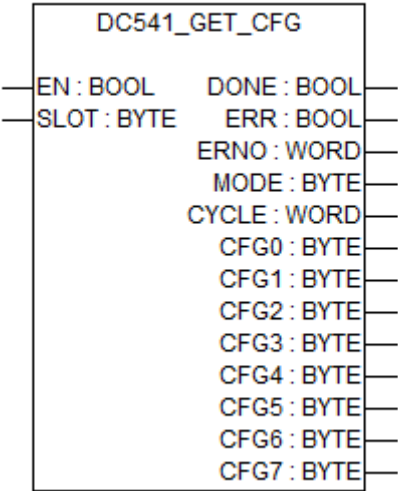 DC541_GET_CFG
EN : BOOL DONE : BOOL
SLOT : BYTE ERR : BOOL
ERNO : WORD
MODE : BYTE
CYCLE : WORD
CFG0 : BYTE
CFG1 : BYTE
CFG2 : BYTE
CFG3 : BYTE
CFG4 : BYTE
CFG5 : BYTE
CFG6 : BYTE
CFG7 : BYTE